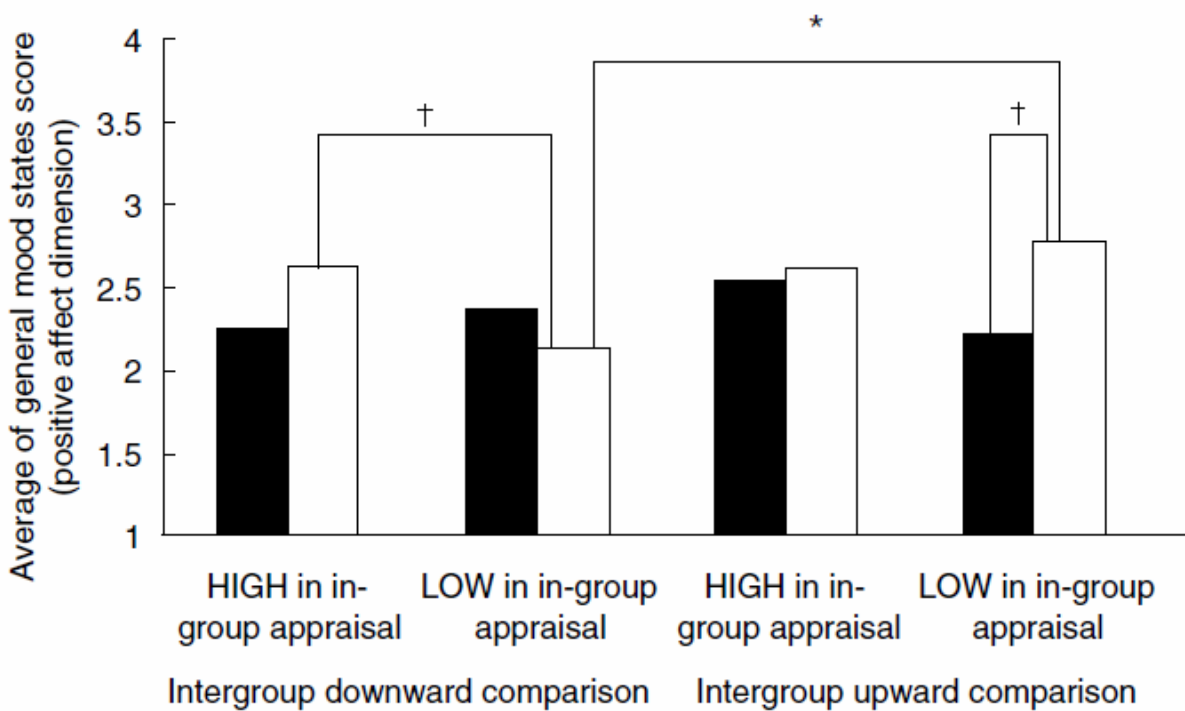 Average of general mood states score
(positive affect dimension)
4
3.5
3
2.5
2
1.5
1
†
*
†
HIGH in in-
group appraisal
LOW in in-group
appraisal
HIGH in in-
group appraisal
LOW in in-group
appraisal
Intergroup downward comparison
Intergroup upward comparison